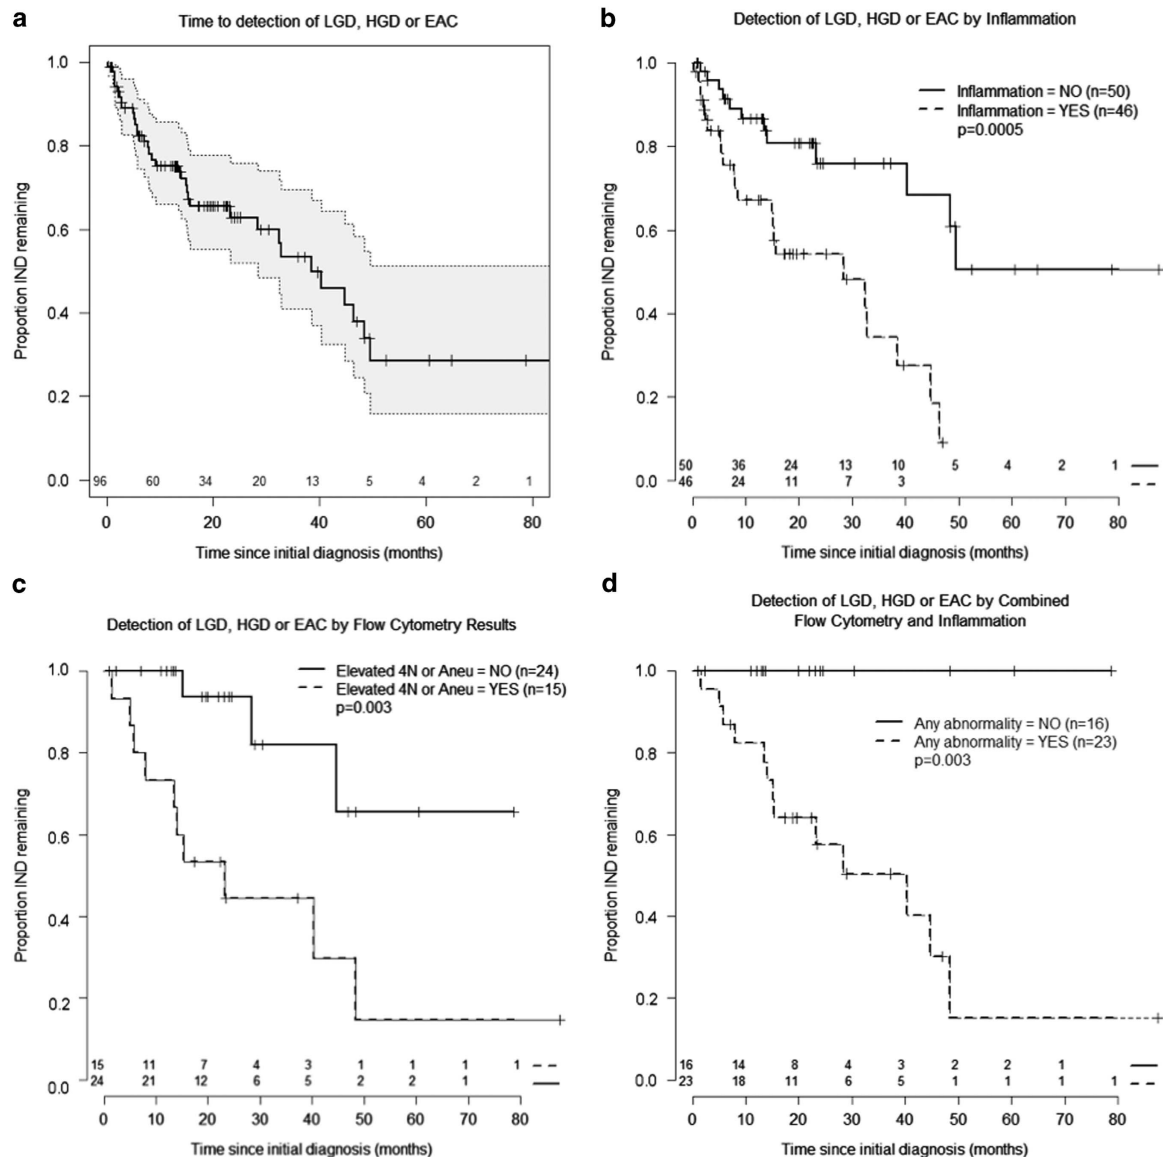 a
Time to detection of LGD, HGD or EAC
Proportion IND remaining
1.0
0.8
0.6
0.4
0.2
0.0
96 60 34 20 13 5 4 2 1
0 20 40 60 80
Time since initial diagnosis (months)
b
Detection of LGD, HGD or EAC by Inflammation
Inflammation = NO (n=50)
Inflammation = YES (n=46)
p=0.0005
Proportion IND remaining
1.0
0.8
0.6
0.4
0.2
0.0
50 36 24 13 10 5 4 2 1
46 24 11 7 3
0 10 20 30 40 50 60 70 80
Time since initial diagnosis (months)
c
Detection of LGD, HGD or EAC by Flow Cytometry Results
Elevated 4N or Aneu = NO (n=24)
Elevated 4N or Aneu = YES (n=15)
p=0.003
Proportion IND remaining
1.0
0.8
0.6
0.4
0.2
0.0
15 11 7 4 3 1 1 1 1
24 21 12 6 5 2 2 1
0 10 20 30 40 50 60 70 80
Time since initial diagnosis (months)
d
Detection of LGD, HGD or EAC by Combined
Flow Cytometry and Inflammation
Any abnormality = NO (n=16)
Any abnormality = YES (n=23)
p=0.003
Proportion IND remaining
1.0
0.8
0.6
0.4
0.2
0.0
16 14 8 4 3 2 2 1
23 18 11 6 5 1 1 1 1
0 10 20 30 40 50 60 70 80
Time since initial diagnosis (months)